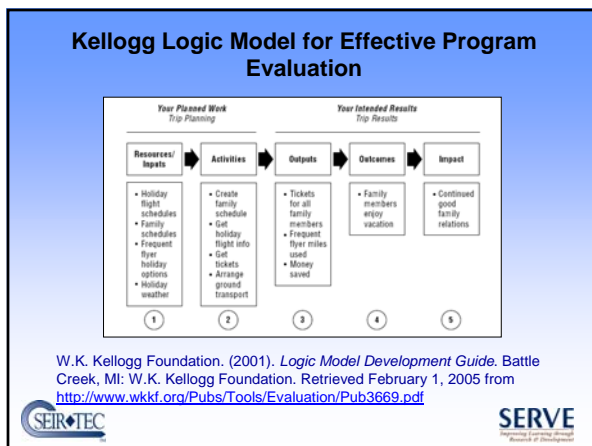 Kellogg Logic Model for Effective Program
Evaluation
Your Planned Work
Trip Planning
Your Intended Results
Trip Results
Resources/
Inputs
Activities
Outputs
Outcomes
Impact
• Holiday
flight
schedules
• Family
schedules
• Frequent
flyer
holiday
options
• Holiday
weather
• Create
family
schedule
• Get
holiday
flight info
• Get
tickets
• Arrange
ground
transport
• Tickets
for all
family
members
• Frequent
flyer miles
used
• Money
saved
• Family
members
enjoy
vacation
• Continued
good
family
relations
1
2
3
4
5
W.K. Kellogg Foundation. (2001). Logic Model Development Guide. Battle
Creek, MI: W.K. Kellogg Foundation. Retrieved February 1, 2005 from
http://www.wkkf.org/Pubs/Tools/Evaluation/Pub3669.pdf
SEIR♦TEC
SERVE
Improving Learning through
Research & Development